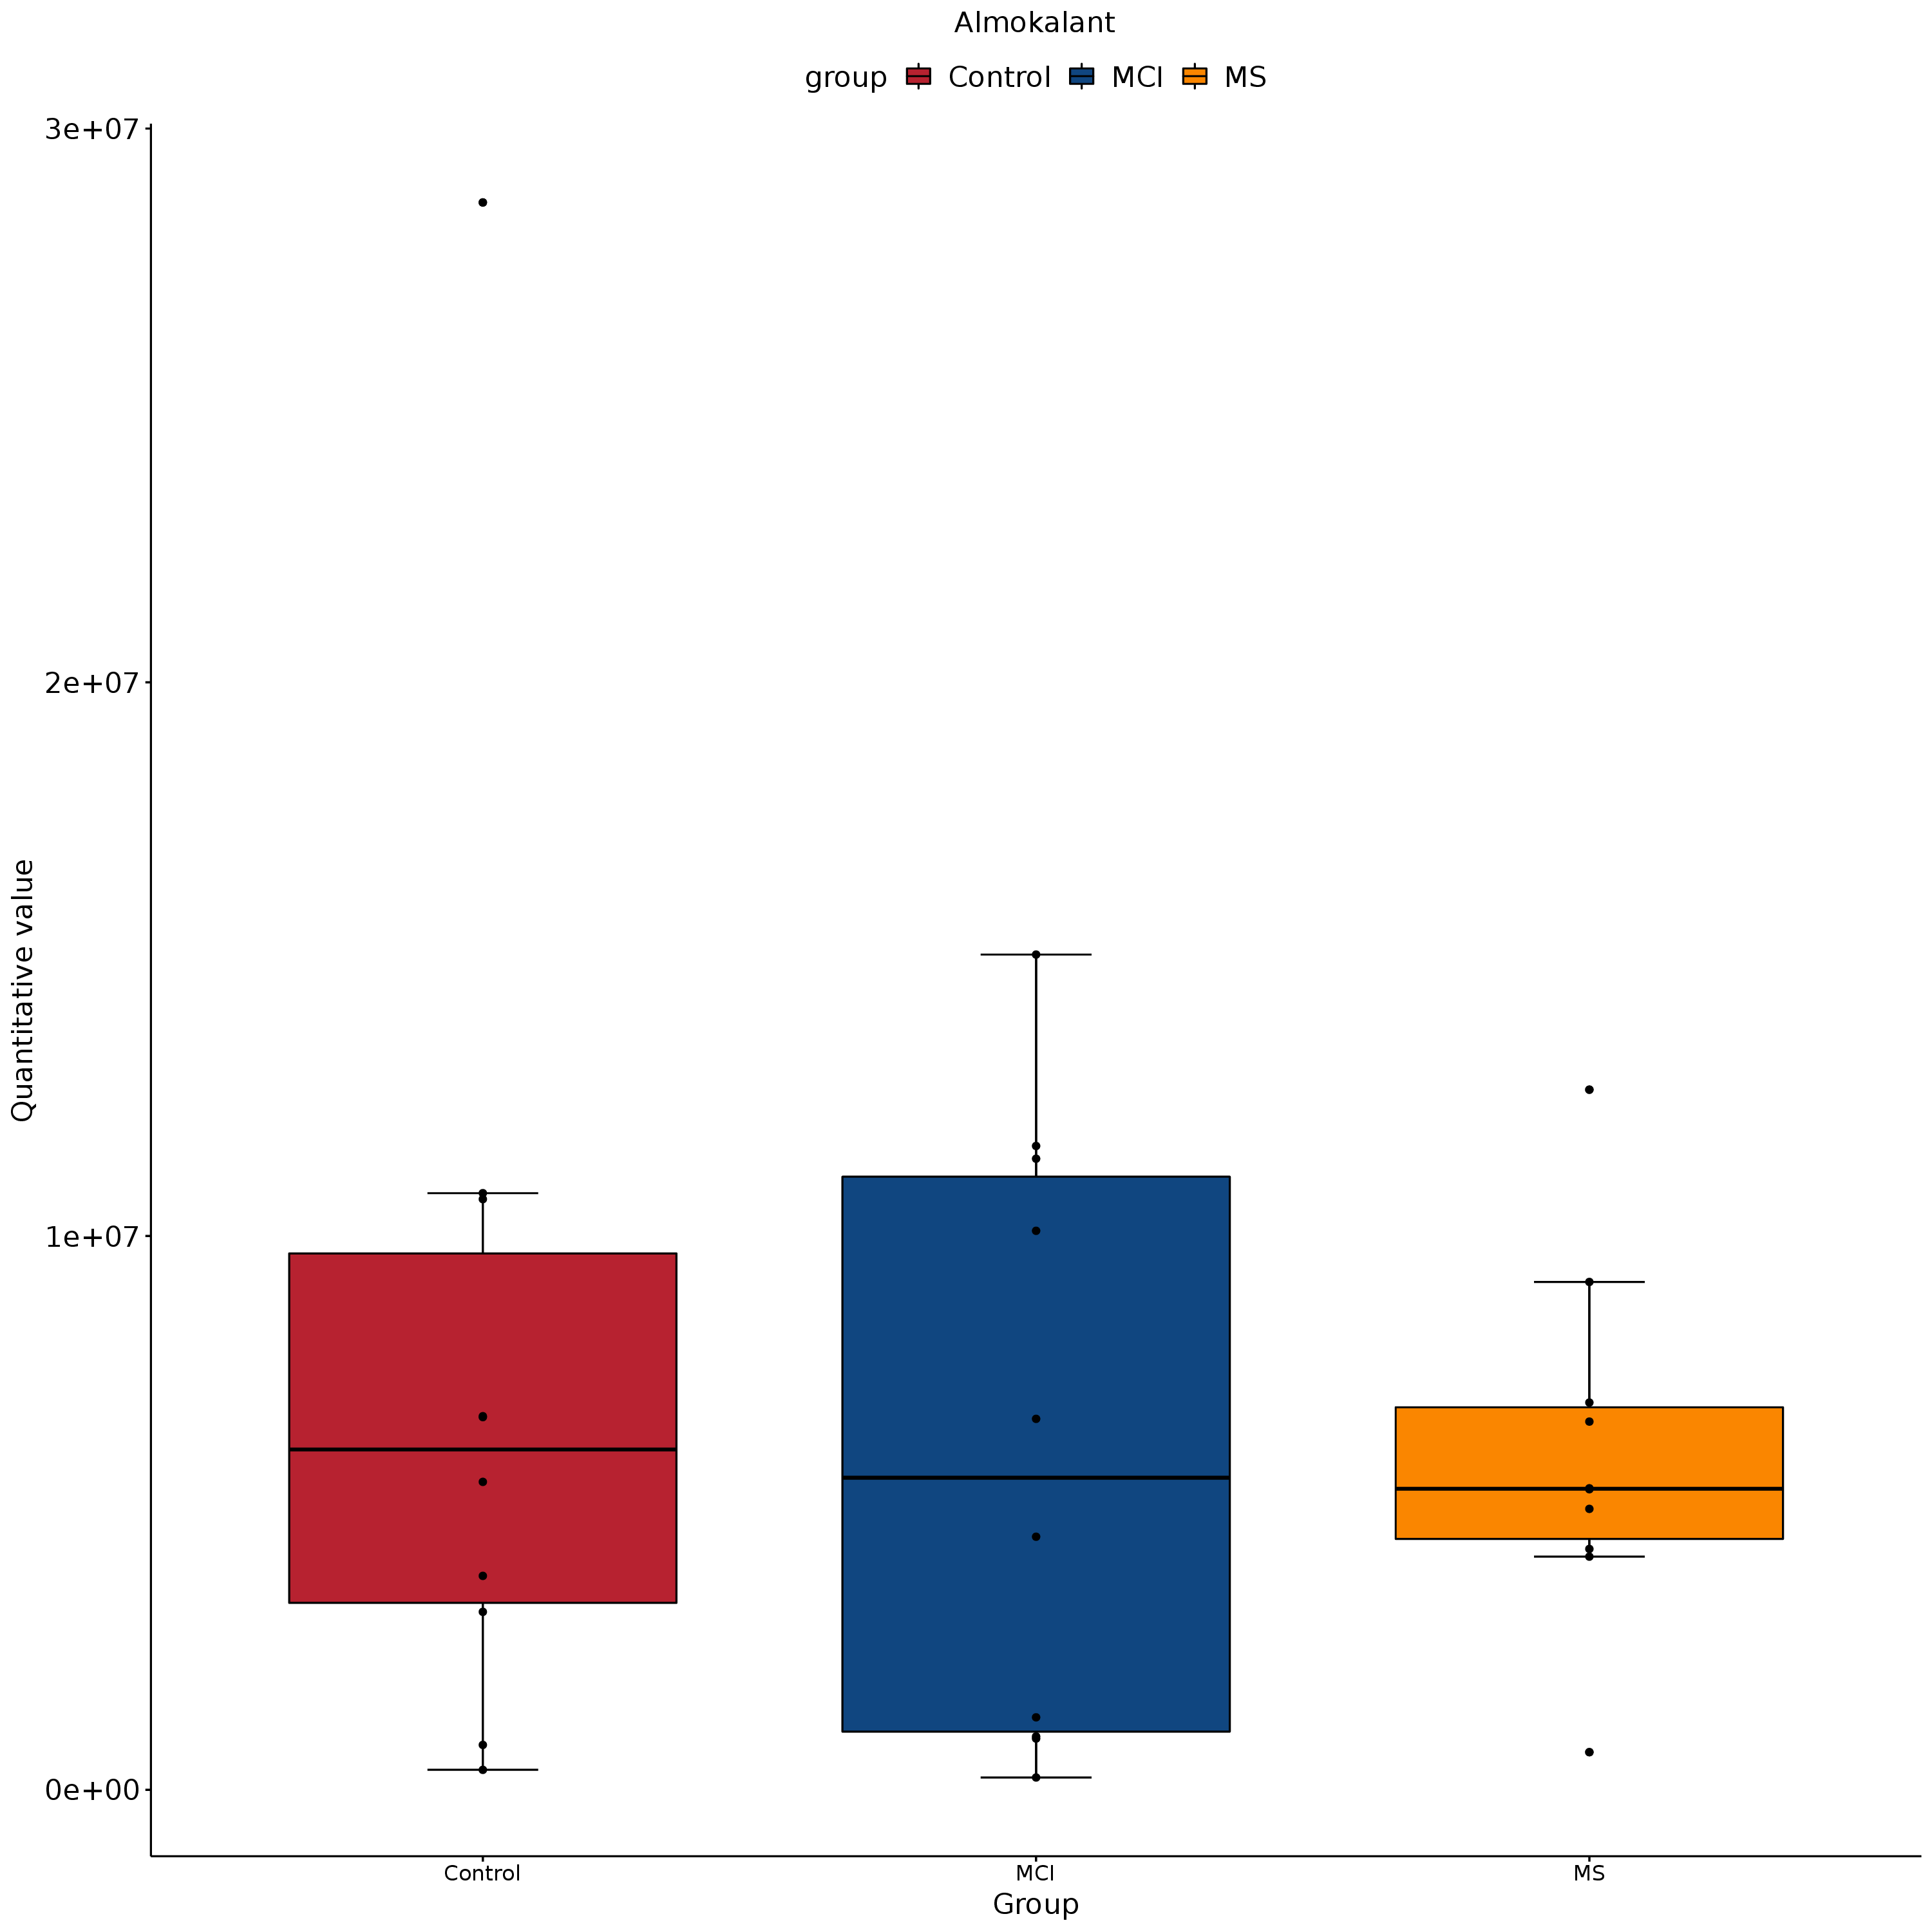 Almokalant
group Control MCI MS
3e+07
2e+07
1e+07
0e+00
Quantitative value
Control MCI MS
Group